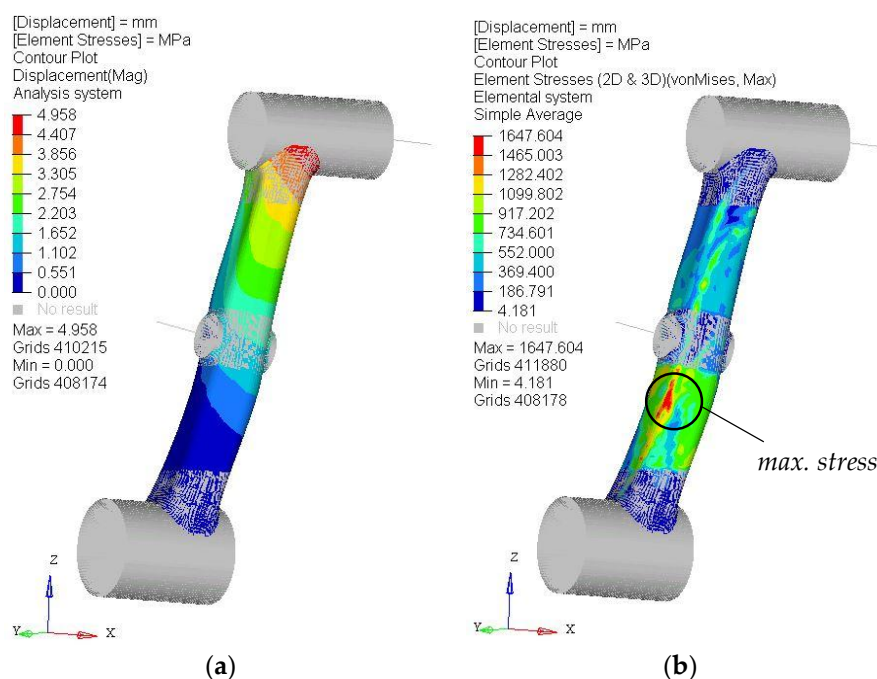 [Displacement] = mm
[Element Stresses] = MPa
Contour Plot
Displacement(Mag)
Analysis system
4.958
4.407
3.856
3.305
2.754
2.203
1.652
1.102
0.551
0.000
No result
Max = 4.958
Grids 410215
Min = 0.000
Grids 408174
Z
Y
X
(a)
[Displacement] = mm
[Element Stresses] = MPa
Contour Plot
Element Stresses (2D & 3D)(vonMises, Max)
Elemental system
Simple Average
1647.604
1465.003
1282.402
1099.802
917.202
734.601
552.000
369.400
186.791
4.181
No result
Max = 1647.604
Grids 411880
Min = 4.181
Grids 408178
max. stress
Z
Y
X
(b)